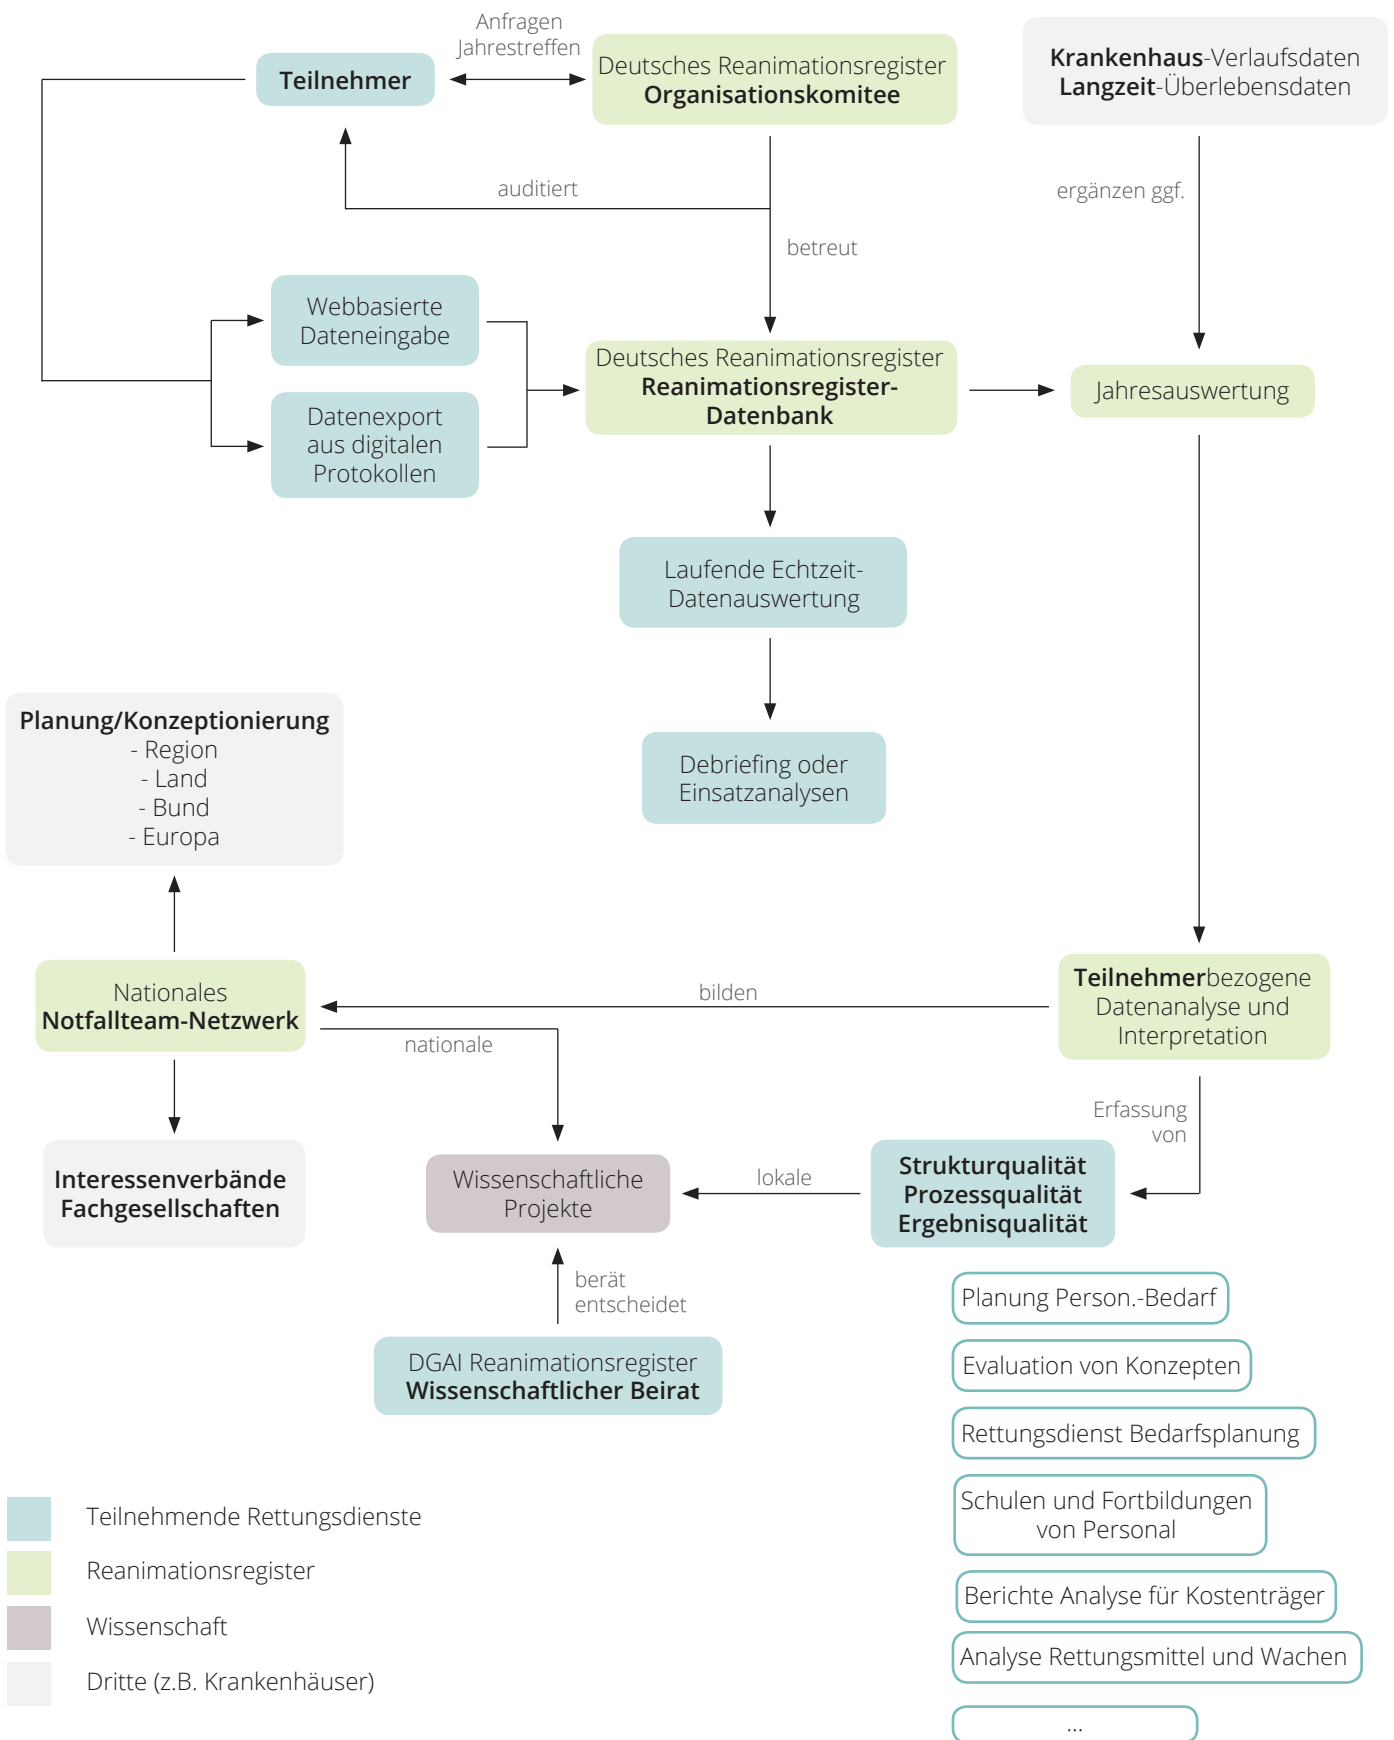 Anfragen
Jahrestreffen
Teilnehmer
Deutsches Reanimationsregister
Organisationskomitee
Krankenhaus-Verlaufsdaten
Langzeit-Überlebensdaten
auditiert
ergänzen ggf.
betreut
Webbasierte
Dateneingabe
Datenexport
aus digitalen
Protokollen
Deutsches Reanimationsregister
Reanimationsregister-
Datenbank
Jahresauswertung
Laufende Echtzeit-
Datenauswertung
Debriefing oder
Einsatzanalysen
Planung/Konzeptionierung
- Region
- Land
- Bund
- Europa
Nationales
Notfallteam-Netzwerk
bilden
nationale
Teilnehmerbezogene
Datenanalyse und
Interpretation
Erfassung
von
Interessenverbände
Fachgesellschaften
Wissenschaftliche
Projekte
lokale
Strukturqualität
Prozessqualität
Ergebnisqualität
berät
entscheidet
DGAI Reanimationsregister
Wissenschaftlicher Beirat
Planung Person.-Bedarf
Evaluation von Konzepten
Rettungsdienst Bedarfsplanung
Schulen und Fortbildungen
von Personal
Berichte Analyse für Kostenträger
Analyse Rettungsmittel und Wachen
...
Teilnehmende Rettungsdienste
Reanimationsregister
Wissenschaft
Dritte (z.B. Krankenhäuser)